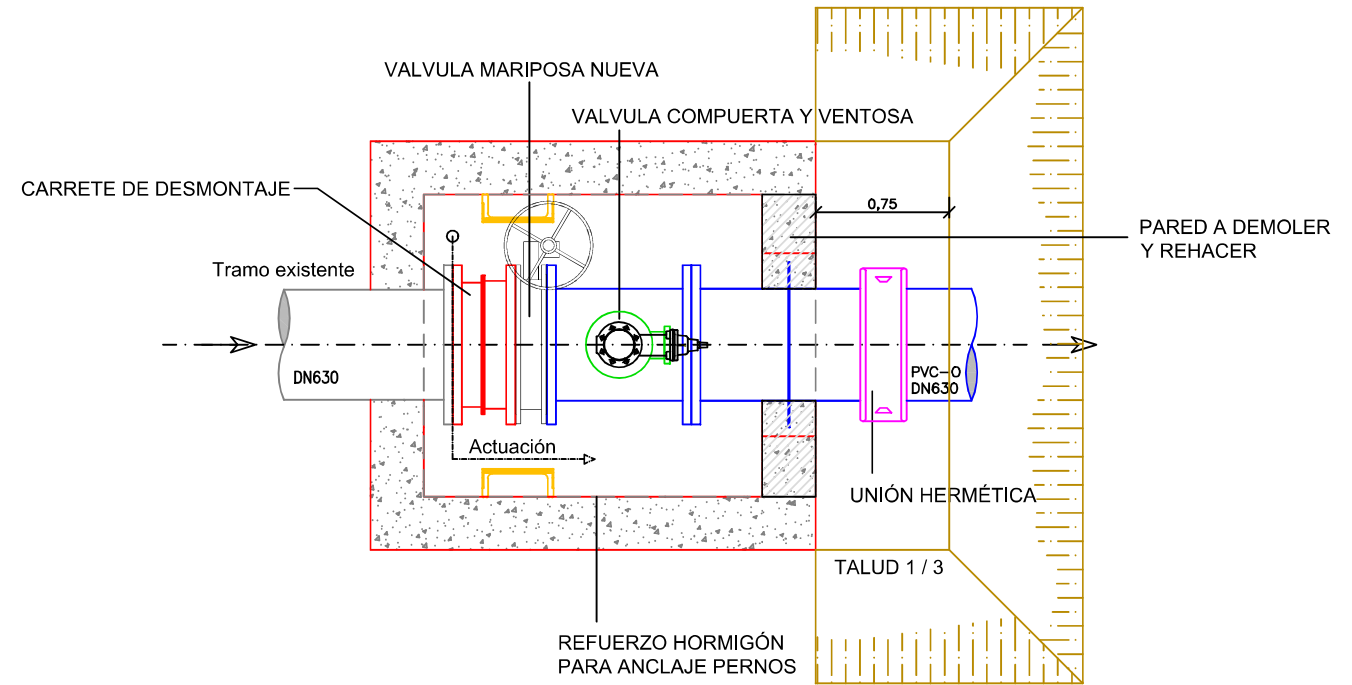 VALVULA MARIPOSA NUEVA
VALVULA COMPUERTA Y VENTOSA
CARRETE DE DESMONTAJE
0,75
PARED A DEMOLER
Y REHACER
Tramo existente
DN630
PVC-O
DN630
Actuación
UNIÓN HERMÉTICA
TALUD 1 / 3
REFUERZO HORMIGÓN
PARA ANCLAJE PERNOS